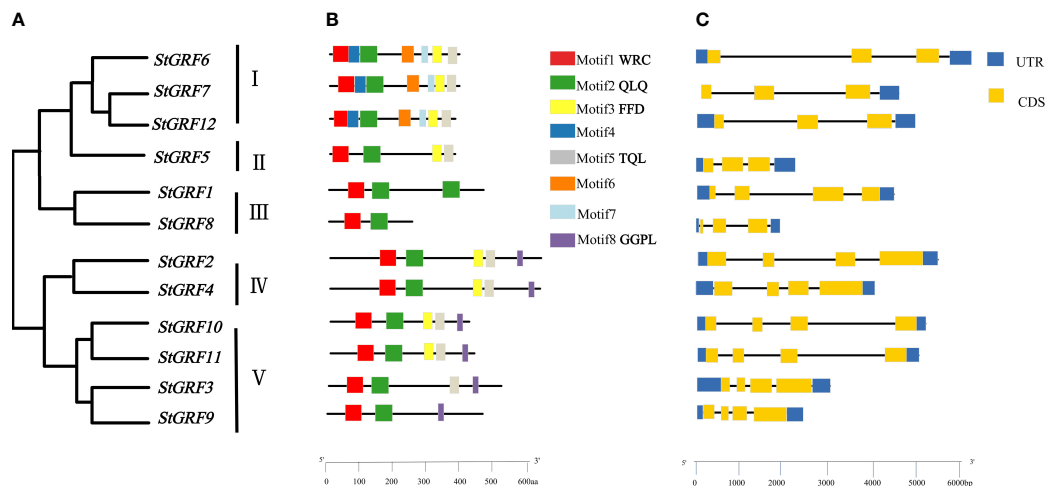 A
B
C
StGRF6
StGRF7
StGRF12
StGRF5
StGRF1
StGRF8
StGRF2
StGRF4
StGRF10
StGRF11
StGRF3
StGRF9
I
II
III
IV
V
Motif1 WRC
Motif2 QLQ
Motif3 FFD
Motif4
Motif5 TQL
Motif6
Motif7
Motif8 GGPL
UTR
CDS
5' 3'
0 100 200 300 400 500 600aa
5' 3'
0 1000 2000 3000 4000 5000 6000bp